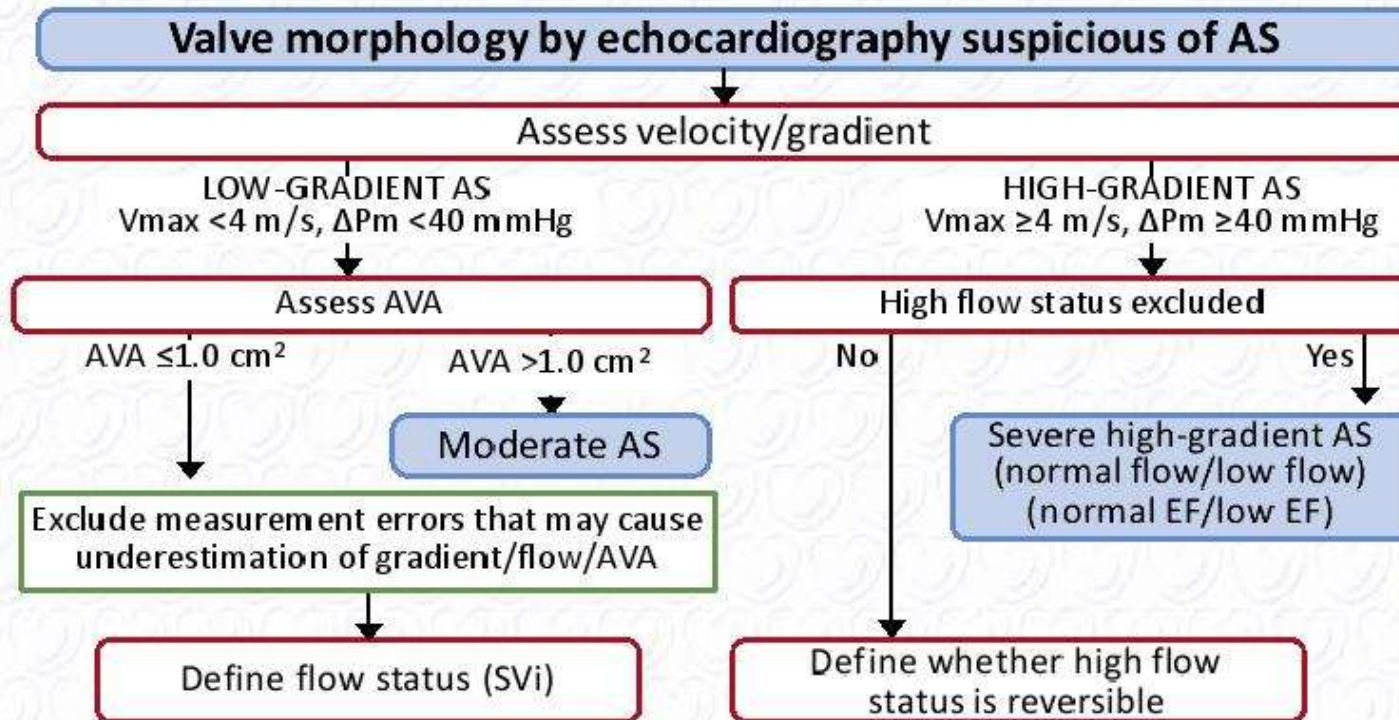 Valve morphology by echocardiography suspicious of AS
Assess velocity/gradient
LOW-GRADIENT AS
Vmax <4 m/s, ΔPm <40 mmHg
HIGH-GRADIENT AS
Vmax ≥4 m/s, ΔPm ≥40 mmHg
Assess AVA
High flow status excluded
AVA ≤1.0 cm²
AVA >1.0 cm²
No
Yes
Moderate AS
Severe high-gradient AS
(normal flow/low flow)
(normal EF/low EF)
Exclude measurement errors that may cause
underestimation of gradient/flow/AVA
Define flow status (SVi)
Define whether high flow
status is reversible